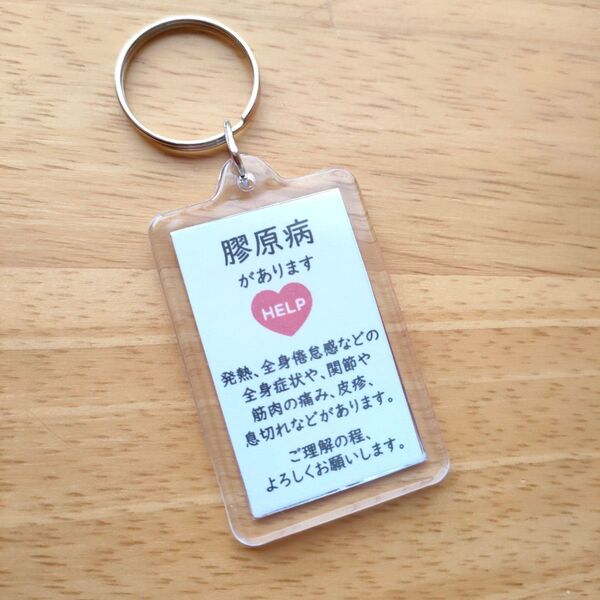 膠原病
があります
HELP
発熱、全身倦怠感などの
全身症状や、関節や
筋肉の痛み、皮疹、
息切れなどがあります。
ご理解の程、
よろしくお願いします。